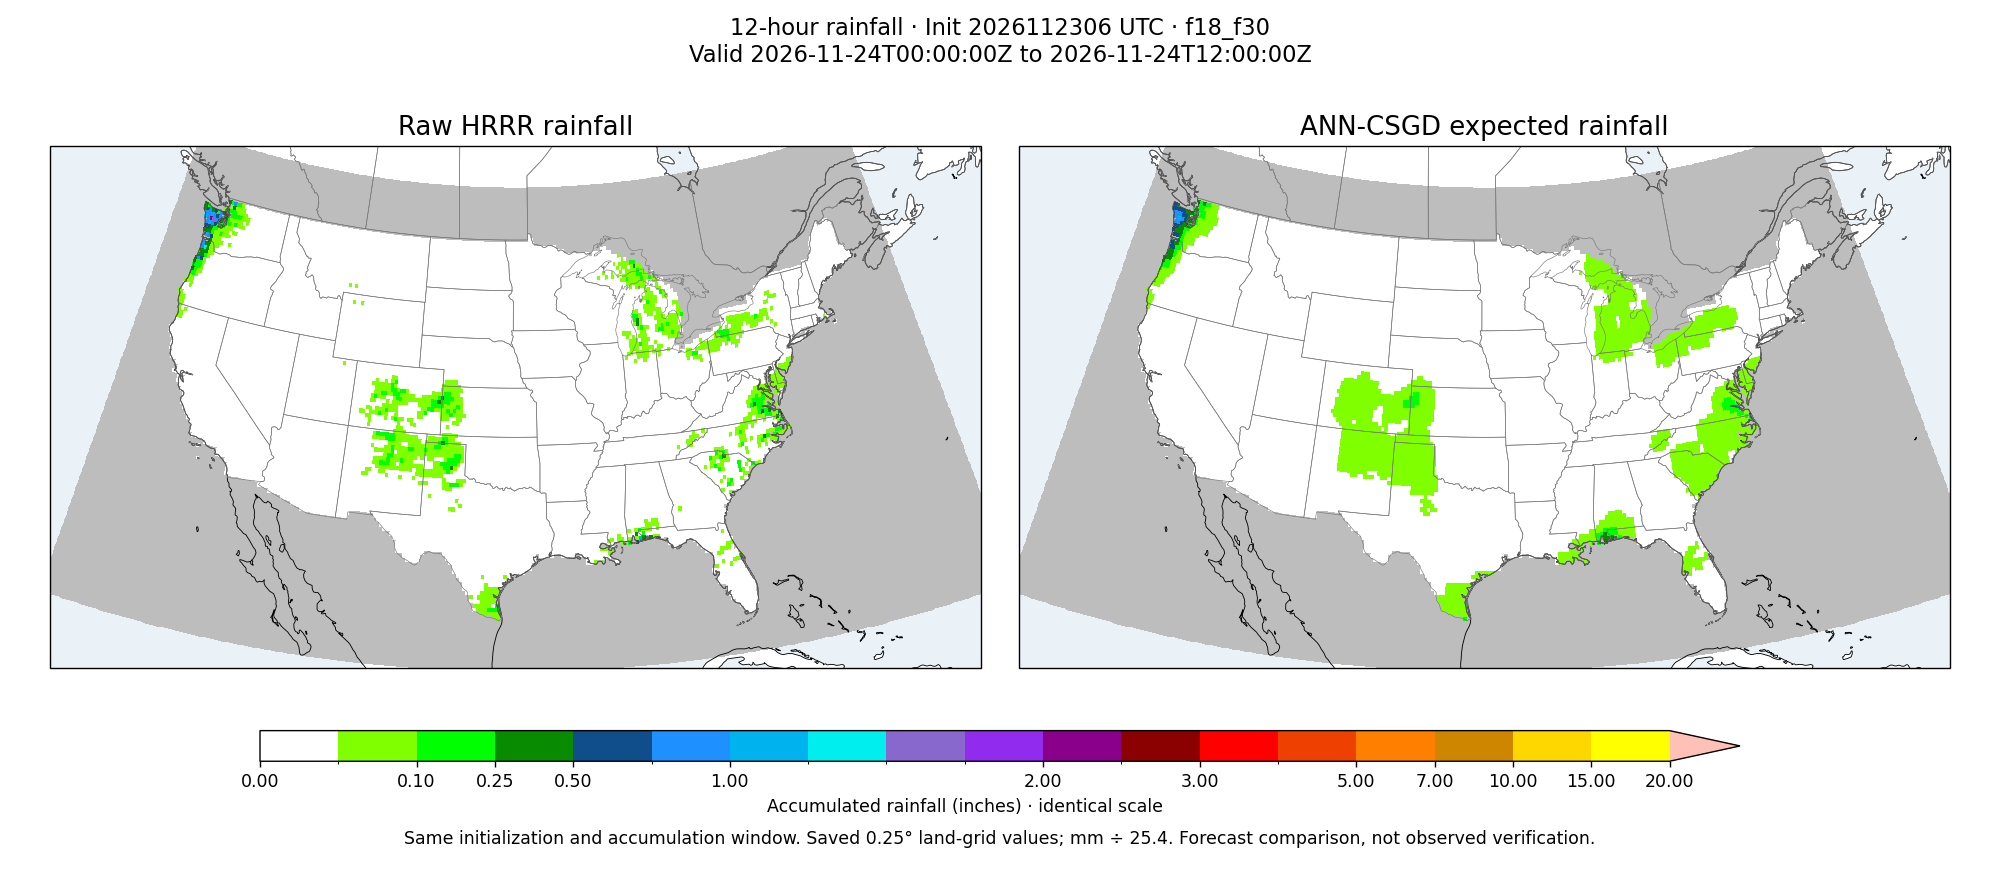 12-hour rainfall · Init 2026112306 UTC · f18_f30
Valid 2026-11-24T00:00:00Z to 2026-11-24T12:00:00Z
Raw HRRR rainfall
ANN-CSGD expected rainfall
0.00 0.10 0.25 0.50 1.00 2.00 3.00 5.00 7.00 10.00 15.00 20.00
Accumulated rainfall (inches) · identical scale
Same initialization and accumulation window. Saved 0.25° land-grid values; mm ÷ 25.4. Forecast comparison, not observed verification.